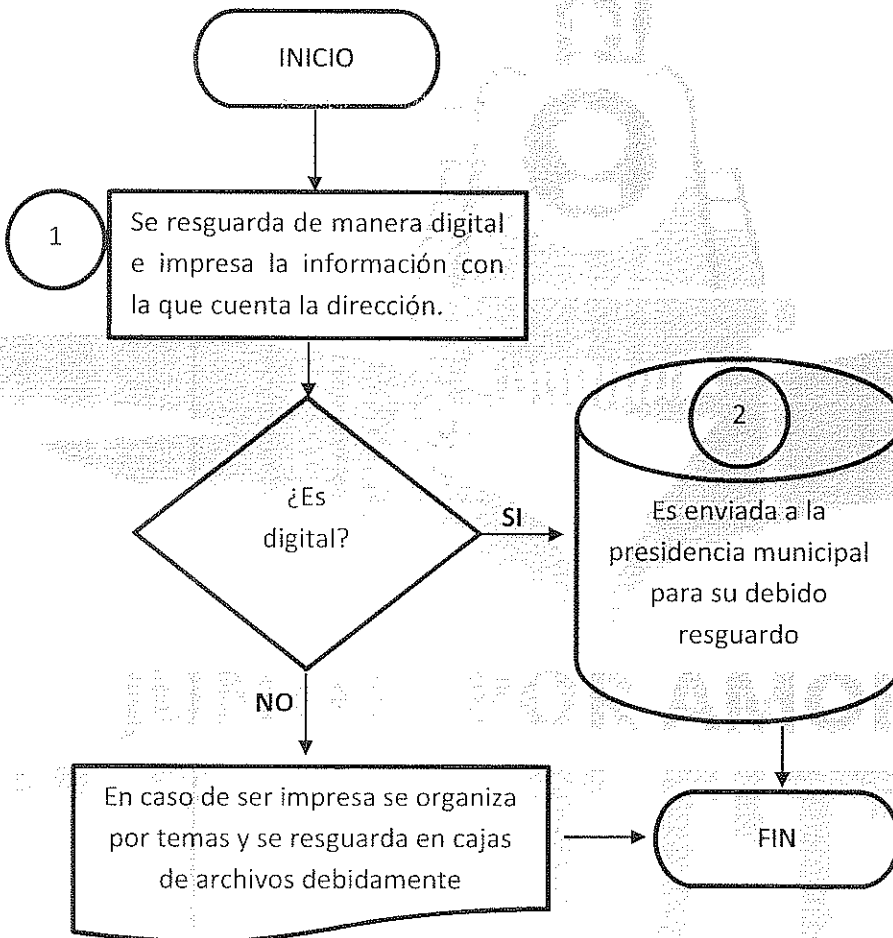 INICIO
1
Se resguarda de manera digital
e impresa la información con
la que cuenta la dirección.
¿Es
digital?
SI
2
Es enviada a la
presidencia municipal
para su debido
resguardo
NO
En caso de ser impresa se organiza
por temas y se resguarda en cajas
de archivos debidamente
FIN